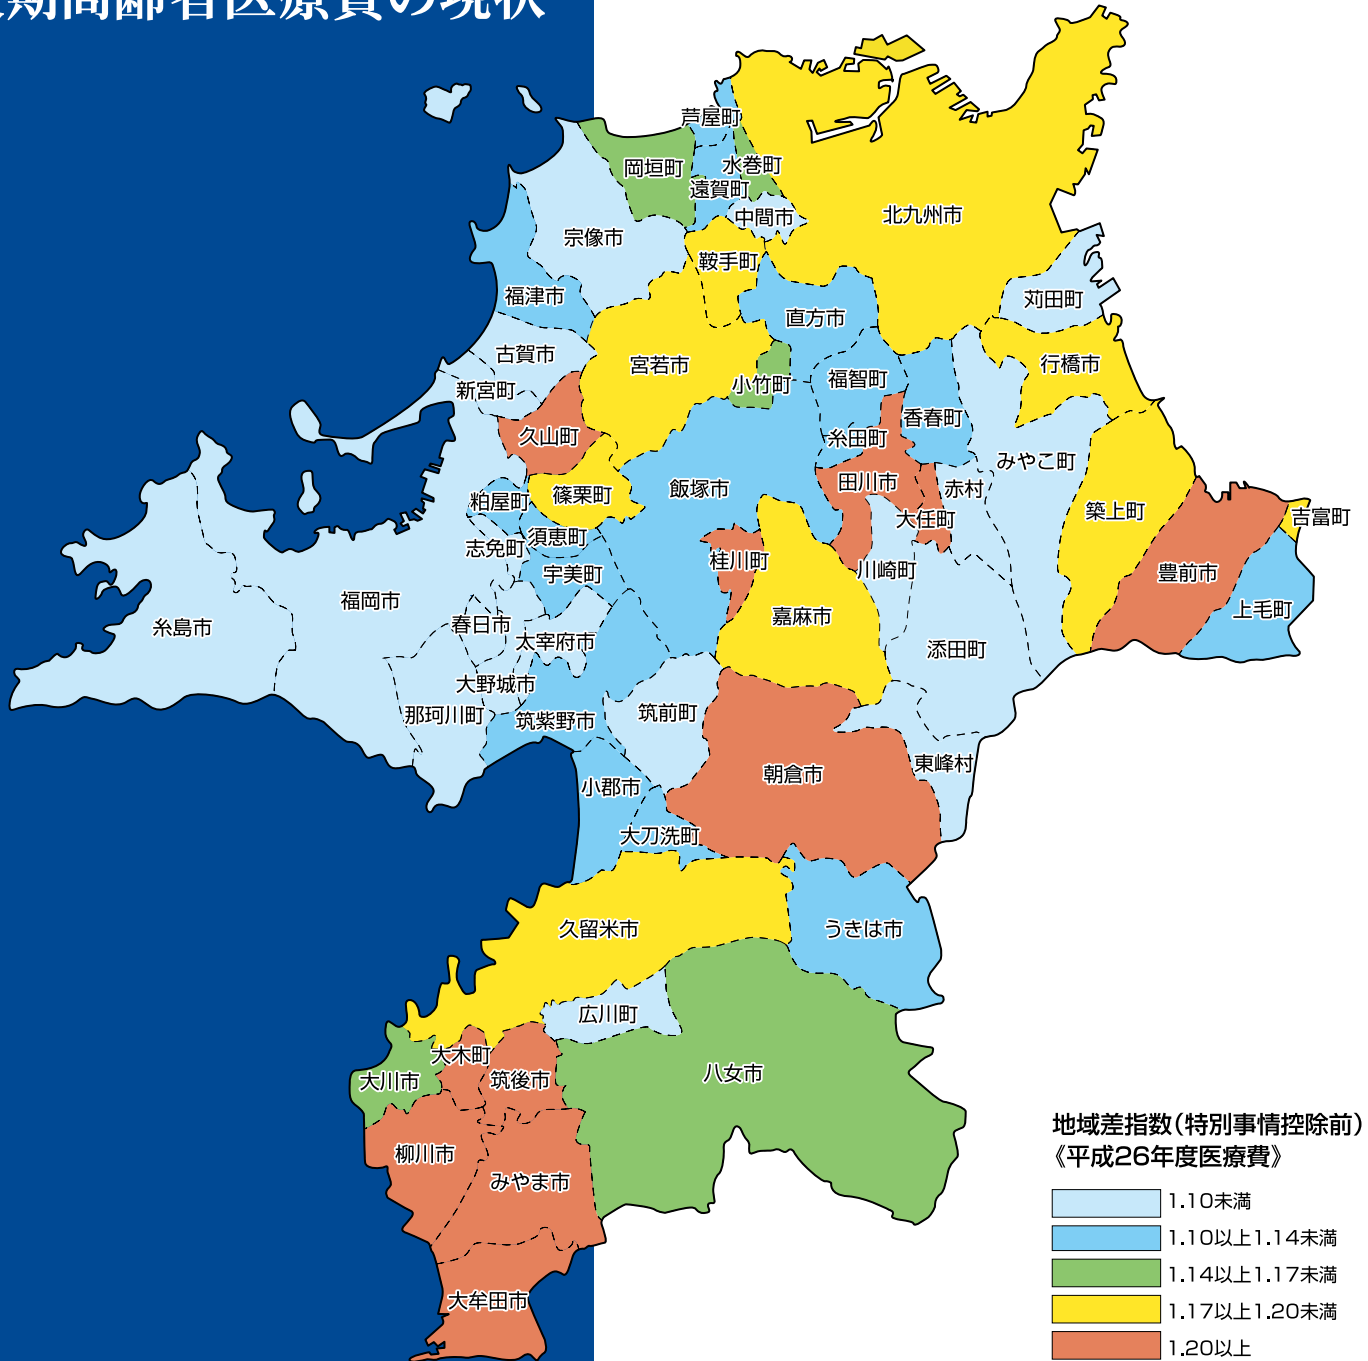 期高齢者医療費の現状
芦屋町
岡垣町
水巻町
遠賀町
中間市
北九州市
宗像市
鞍手町
福津市
苅田町
直方市
古賀市
行橋市
宮若市
小竹町
福智町
新宮町
香春町
久山町
糸田町
みやこ町
田川市
赤村
飯塚市
篠栗町
粕屋町
築上町
吉富町
大任町
須恵町
志免町
桂川町
川崎町
豊前市
宇美町
福岡市
上毛町
嘉麻市
糸島市
春日市
太宰府市
添田町
大野城市
筑前町
那珂川町
筑紫野市
東峰村
朝倉市
小郡市
大刀洗町
久留米市
うきは市
広川町
大木町
八女市
大川市
筑後市
柳川市
みやま市
大牟田市
地域差指数(特別事情控除前)
《平成26年度医療費》
1.10未満
1.10以上1.14未満
1.14以上1.17未満
1.17以上1.20未満
1.20以上